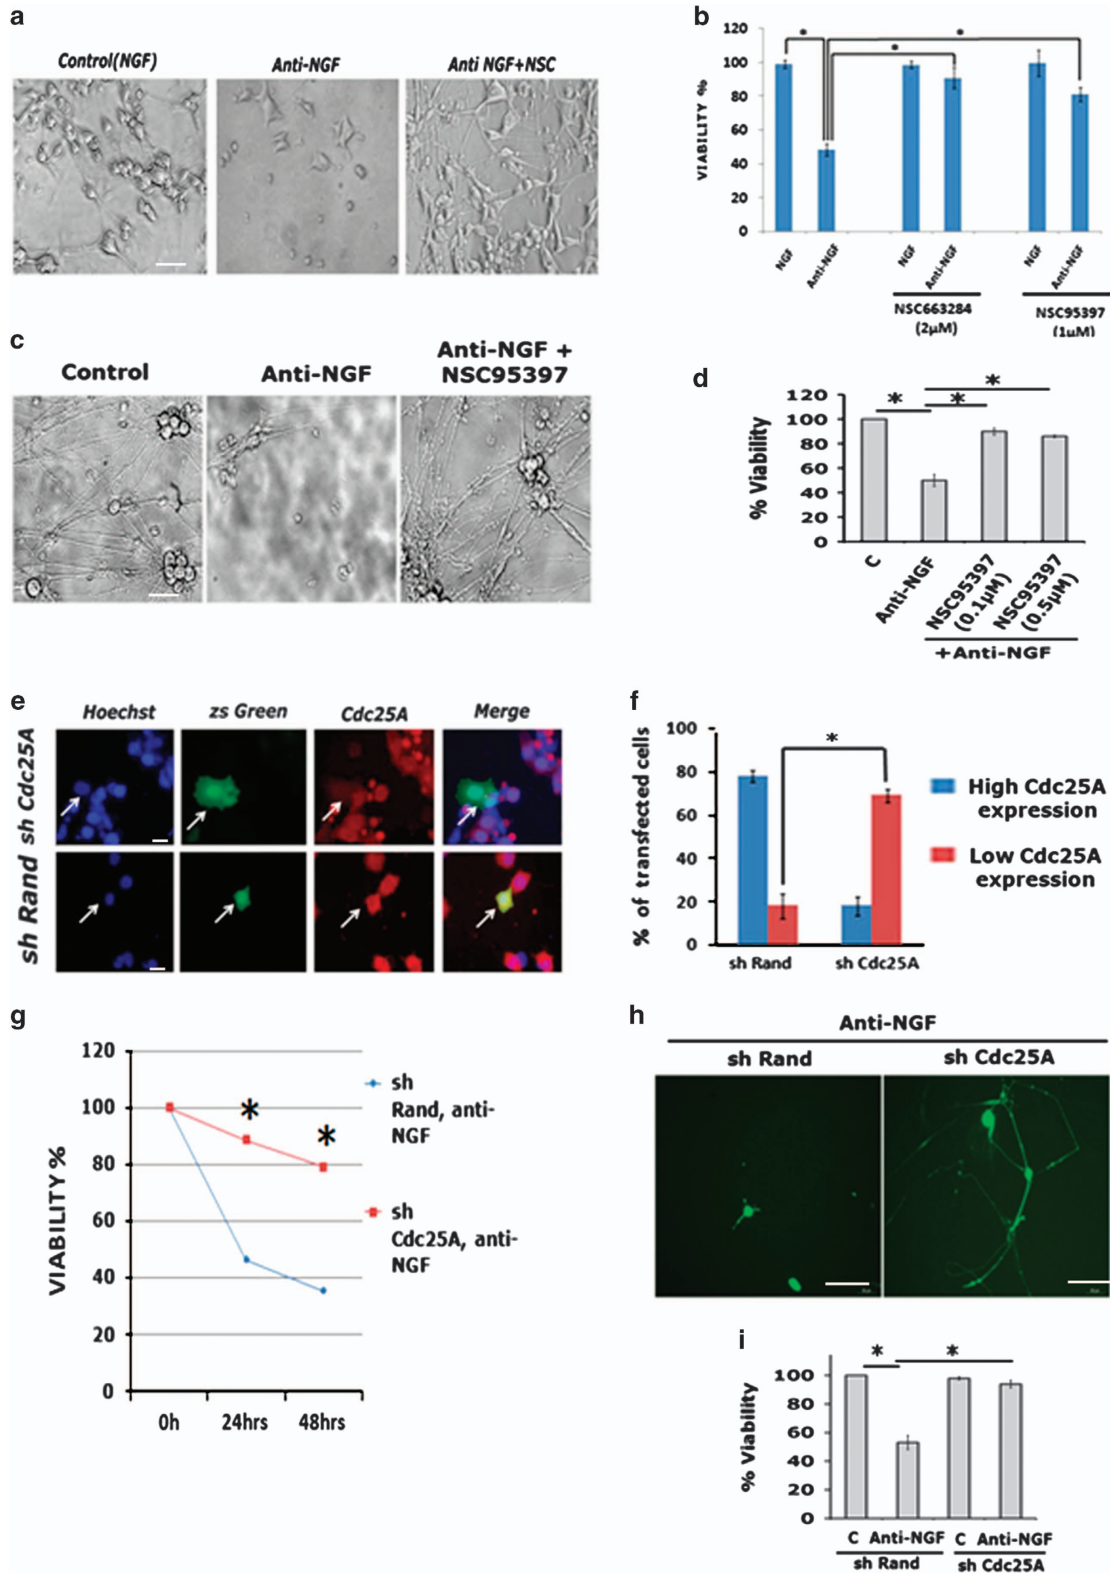 a
Control(NGF)
Anti-NGF
Anti NGF+NSC
b
VIABILITY %
120
100
80
60
40
20
0
*
*
*
NGF
Anti-NGF
NGF
Anti-NGF
NGF
Anti-NGF
NSC663284
(2μM)
NSC95397
(1uM)
c
Control
Anti-NGF
Anti-NGF +
NSC95397
d
% Viability
120
100
80
60
40
20
0
*
*
*
C
Anti-NGF
NSC95397
(0.1μM)
NSC95397
(0.5μM)
+Anti-NGF
e
Hoechst
zs Green
Cdc25A
Merge
sh Cdc25A
sh Rand
f
% of transfected cells
100
80
60
40
20
0
*
sh Rand
sh Cdc25A
High Cdc25A
expression
Low Cdc25A
expression
g
VIABILITY %
120
100
80
60
40
20
0
*
*
0h
24hrs
48hrs
sh
Rand, anti-
NGF
sh
Cdc25A, anti-
NGF
h
Anti-NGF
sh Rand
sh Cdc25A
i
% Viability
100
80
60
40
20
0
*
*
C Anti-NGF
C Anti-NGF
sh Rand
sh Cdc25A